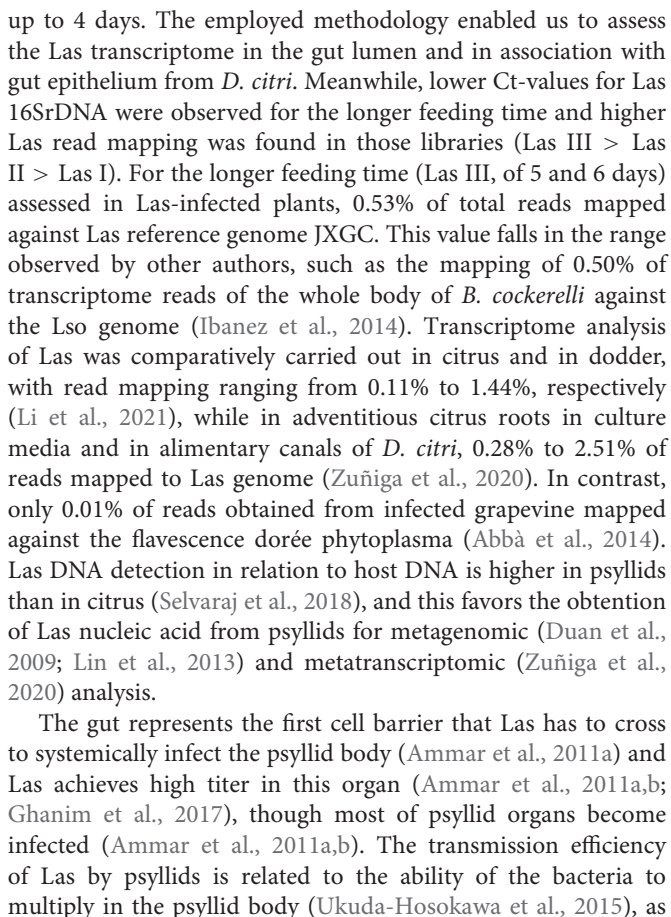 up to 4 days. The employed methodology enabled us to assess
the Las transcriptome in the gut lumen and in association with
gut epithelium from D. citri. Meanwhile, lower Ct-values for Las
16SrDNA were observed for the longer feeding time and higher
Las read mapping was found in those libraries (Las III > Las
II > Las I). For the longer feeding time (Las III, of 5 and 6 days)
assessed in Las-infected plants, 0.53% of total reads mapped
against Las reference genome JXGC. This value falls in the range
observed by other authors, such as the mapping of 0.50% of
transcriptome reads of the whole body of B. cockerelli against
the Lso genome (Ibanez et al., 2014). Transcriptome analysis
of Las was comparatively carried out in citrus and in dodder,
with read mapping ranging from 0.11% to 1.44%, respectively
(Li et al., 2021), while in adventitious citrus roots in culture
media and in alimentary canals of D. citri, 0.28% to 2.51% of
reads mapped to Las genome (Zuñiga et al., 2020). In contrast,
only 0.01% of reads obtained from infected grapevine mapped
against the flavescence dorée phytoplasma (Abbà et al., 2014).
Las DNA detection in relation to host DNA is higher in psyllids
than in citrus (Selvaraj et al., 2018), and this favors the obtention
of Las nucleic acid from psyllids for metagenomic (Duan et al.,
2009; Lin et al., 2013) and metatranscriptomic (Zuñiga et al.,
2020) analysis.
The gut represents the first cell barrier that Las has to cross
to systemically infect the psyllid body (Ammar et al., 2011a) and
Las achieves high titer in this organ (Ammar et al., 2011a,b;
Ghanim et al., 2017), though most of psyllid organs become
infected (Ammar et al., 2011a,b). The transmission efficiency
of Las by psyllids is related to the ability of the bacteria to
multiply in the psyllid body (Ukuda-Hosokawa et al., 2015), as